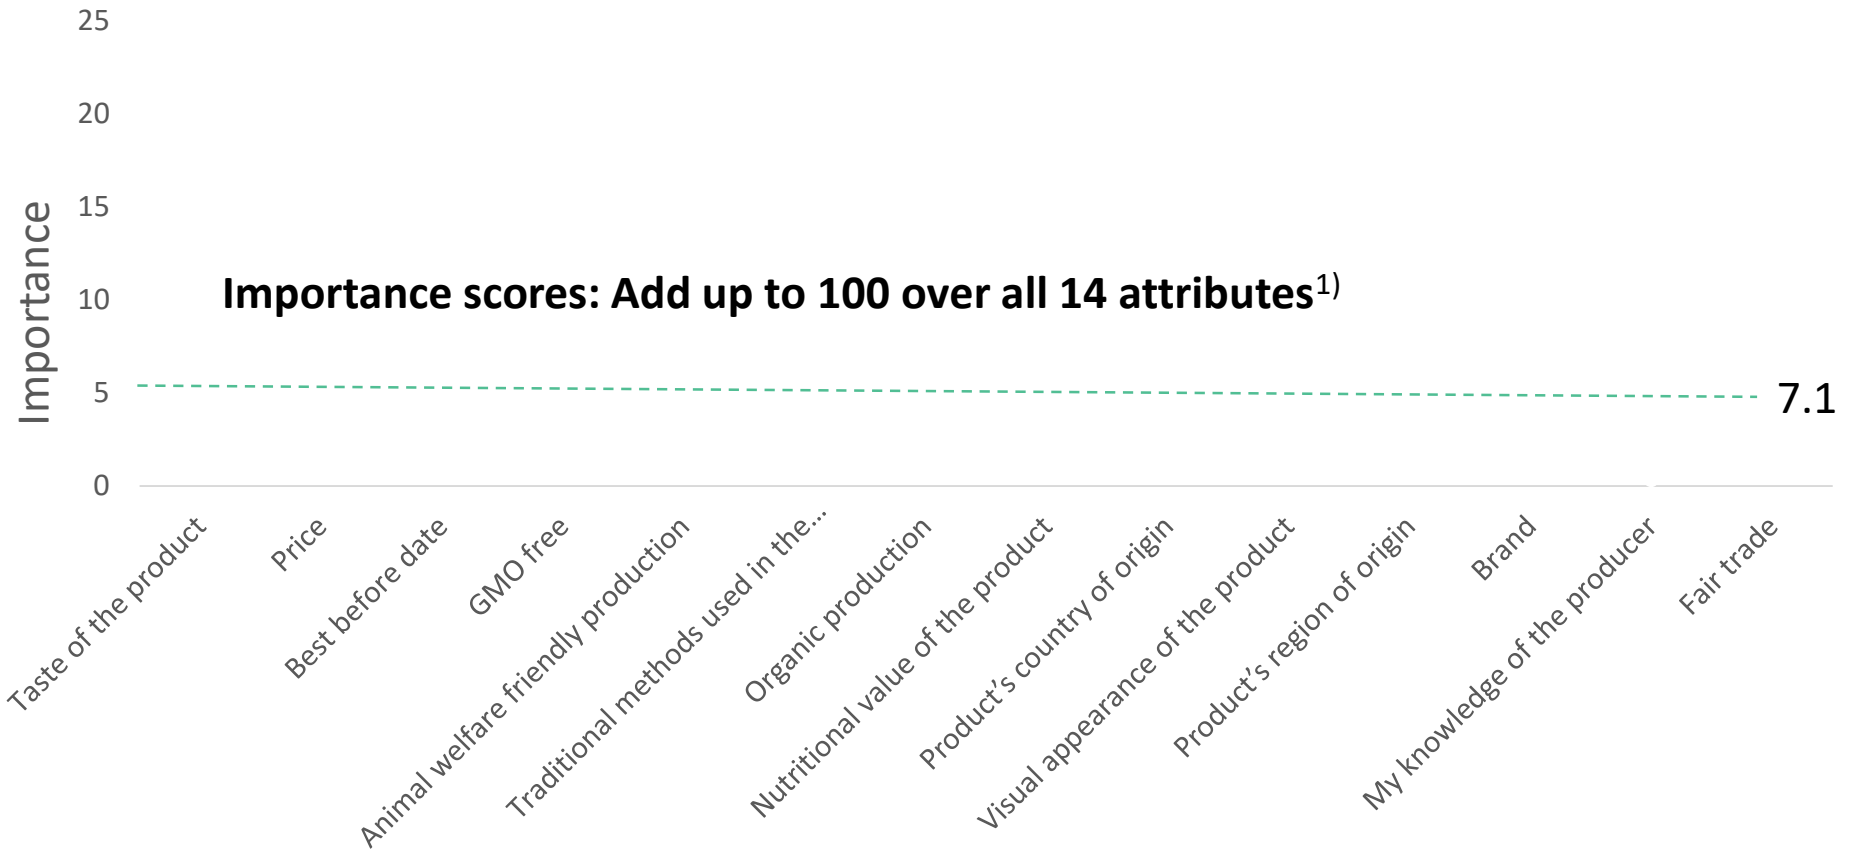 25
20
15
10
5
0
Importance
Importance scores: Add up to 100 over all 14 attributes1)
7.1
Taste of the product
Price
Best before date
GMO free
Animal welfare friendly production
Traditional methods used in the…
Organic production
Nutritional value of the product
Product’s country of origin
Visual appearance of the product
Product’s region of origin
Brand
My knowledge of the producer
Fair trade